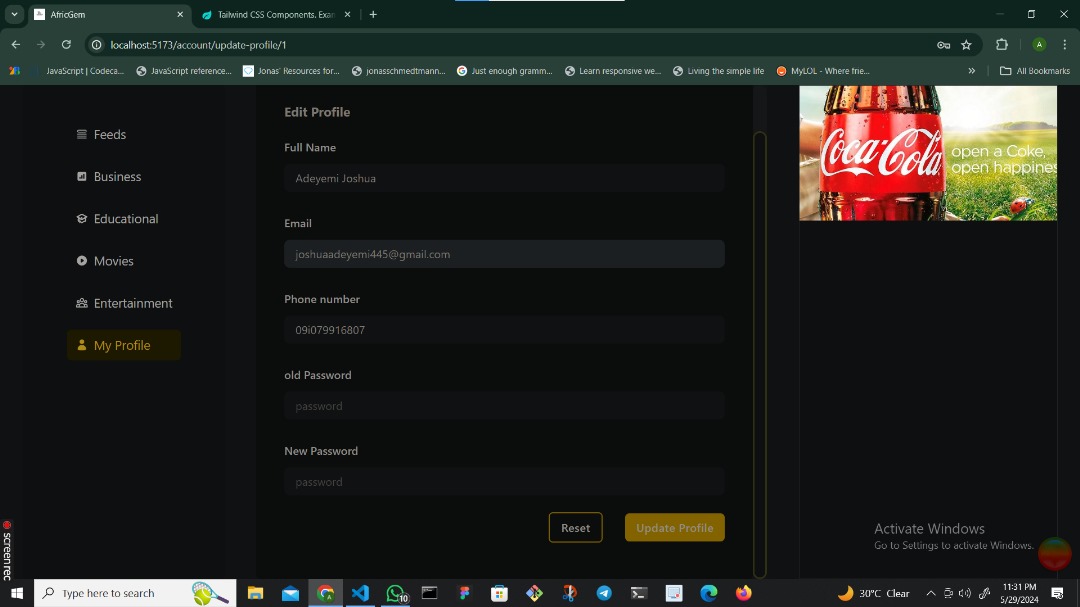 AfricGem
Tailwind CSS Components. Exan
localhost:5173/account/update-profile/1
A
JavaScript | Codeca...
JavaScript reference...
Jonas' Resources for...
jonasschmedtmann...
Just enough gramm...
Learn responsive we...
Living the simple life
MyLOL - Where frie...
»
All Bookmarks
Feeds
Business
Educational
Movies
Entertainment
My Profile
Edit Profile
Full Name
Adeyemi Joshua
Email
joshuaadeyemi445@gmail.com
Phone number
09i079916807
old Password
password
New Password
password
Reset
Update Profile
Coca-Cola
open a Coke,
open happines
Activate Windows
Go to Settings to activate Windows.
screenrec
Type here to search
10
30°C Clear
11:31 PM
5/29/2024